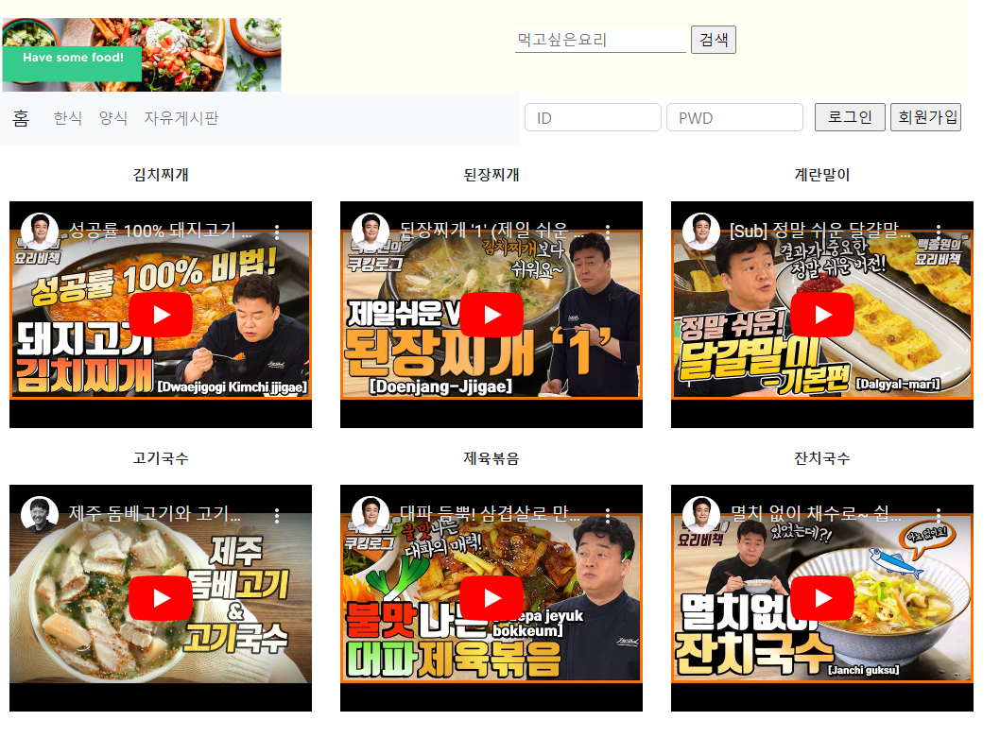 Have some food!
먹고싶은요리
검색
홈 한식 양식 자유게시판
ID
PWD
로그인
회원가입
김치찌개
된장찌개
계란말이
성공률 100% 돼지고기 ...
요리비책
성공률 100% 비법!
돼지고기
김치찌개
[Dwaejigogi Kimchi jjigae]
된장찌개 '1' (제일 쉬운 ...
쿠킹로그
김치찌개보다
쉬워요~
제일쉬운
된장찌개 '1'
[Doenjang-Jjigae]
[Sub] 정말 쉬운 달걀말...
결과가 중요한
정말 쉬운 버전!
백종원의
요리비책
정말 쉬운!
달걀말이
-기본편
[Dalgyal-mari]
고기국수
제육볶음
잔치국수
제주 돔베고기와 고기...
제주
돔베고기
&
고기국수
대파 듬뿍! 삼겹살로 만...
쿠킹로그
불맛나는
대파의 매력!
불맛나는
대파제육볶음
jeyuk
bokkeum]
멸치 없이 채수로~ 쉽...
요리비책
있었는데?!
아프 없어요!
멸치없이
잔치국수
[Janchi guksu]